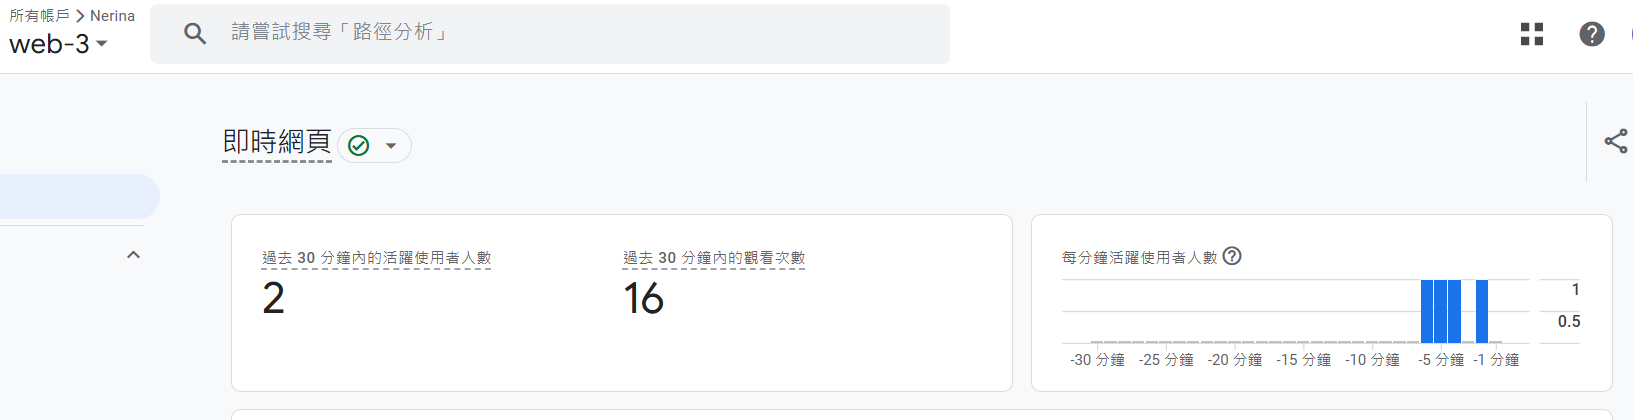 所有帳戶 > Nerina
web-3
請嘗試搜尋「路徑分析」
即時網頁
過去 30 分鐘內的活躍使用者人數
2
過去 30 分鐘內的觀看次數
16
每分鐘活躍使用者人數
1
0.5
-30 分鐘 -25 分鐘 -20 分鐘 -15 分鐘 -10 分鐘 -5 分鐘 -1 分鐘